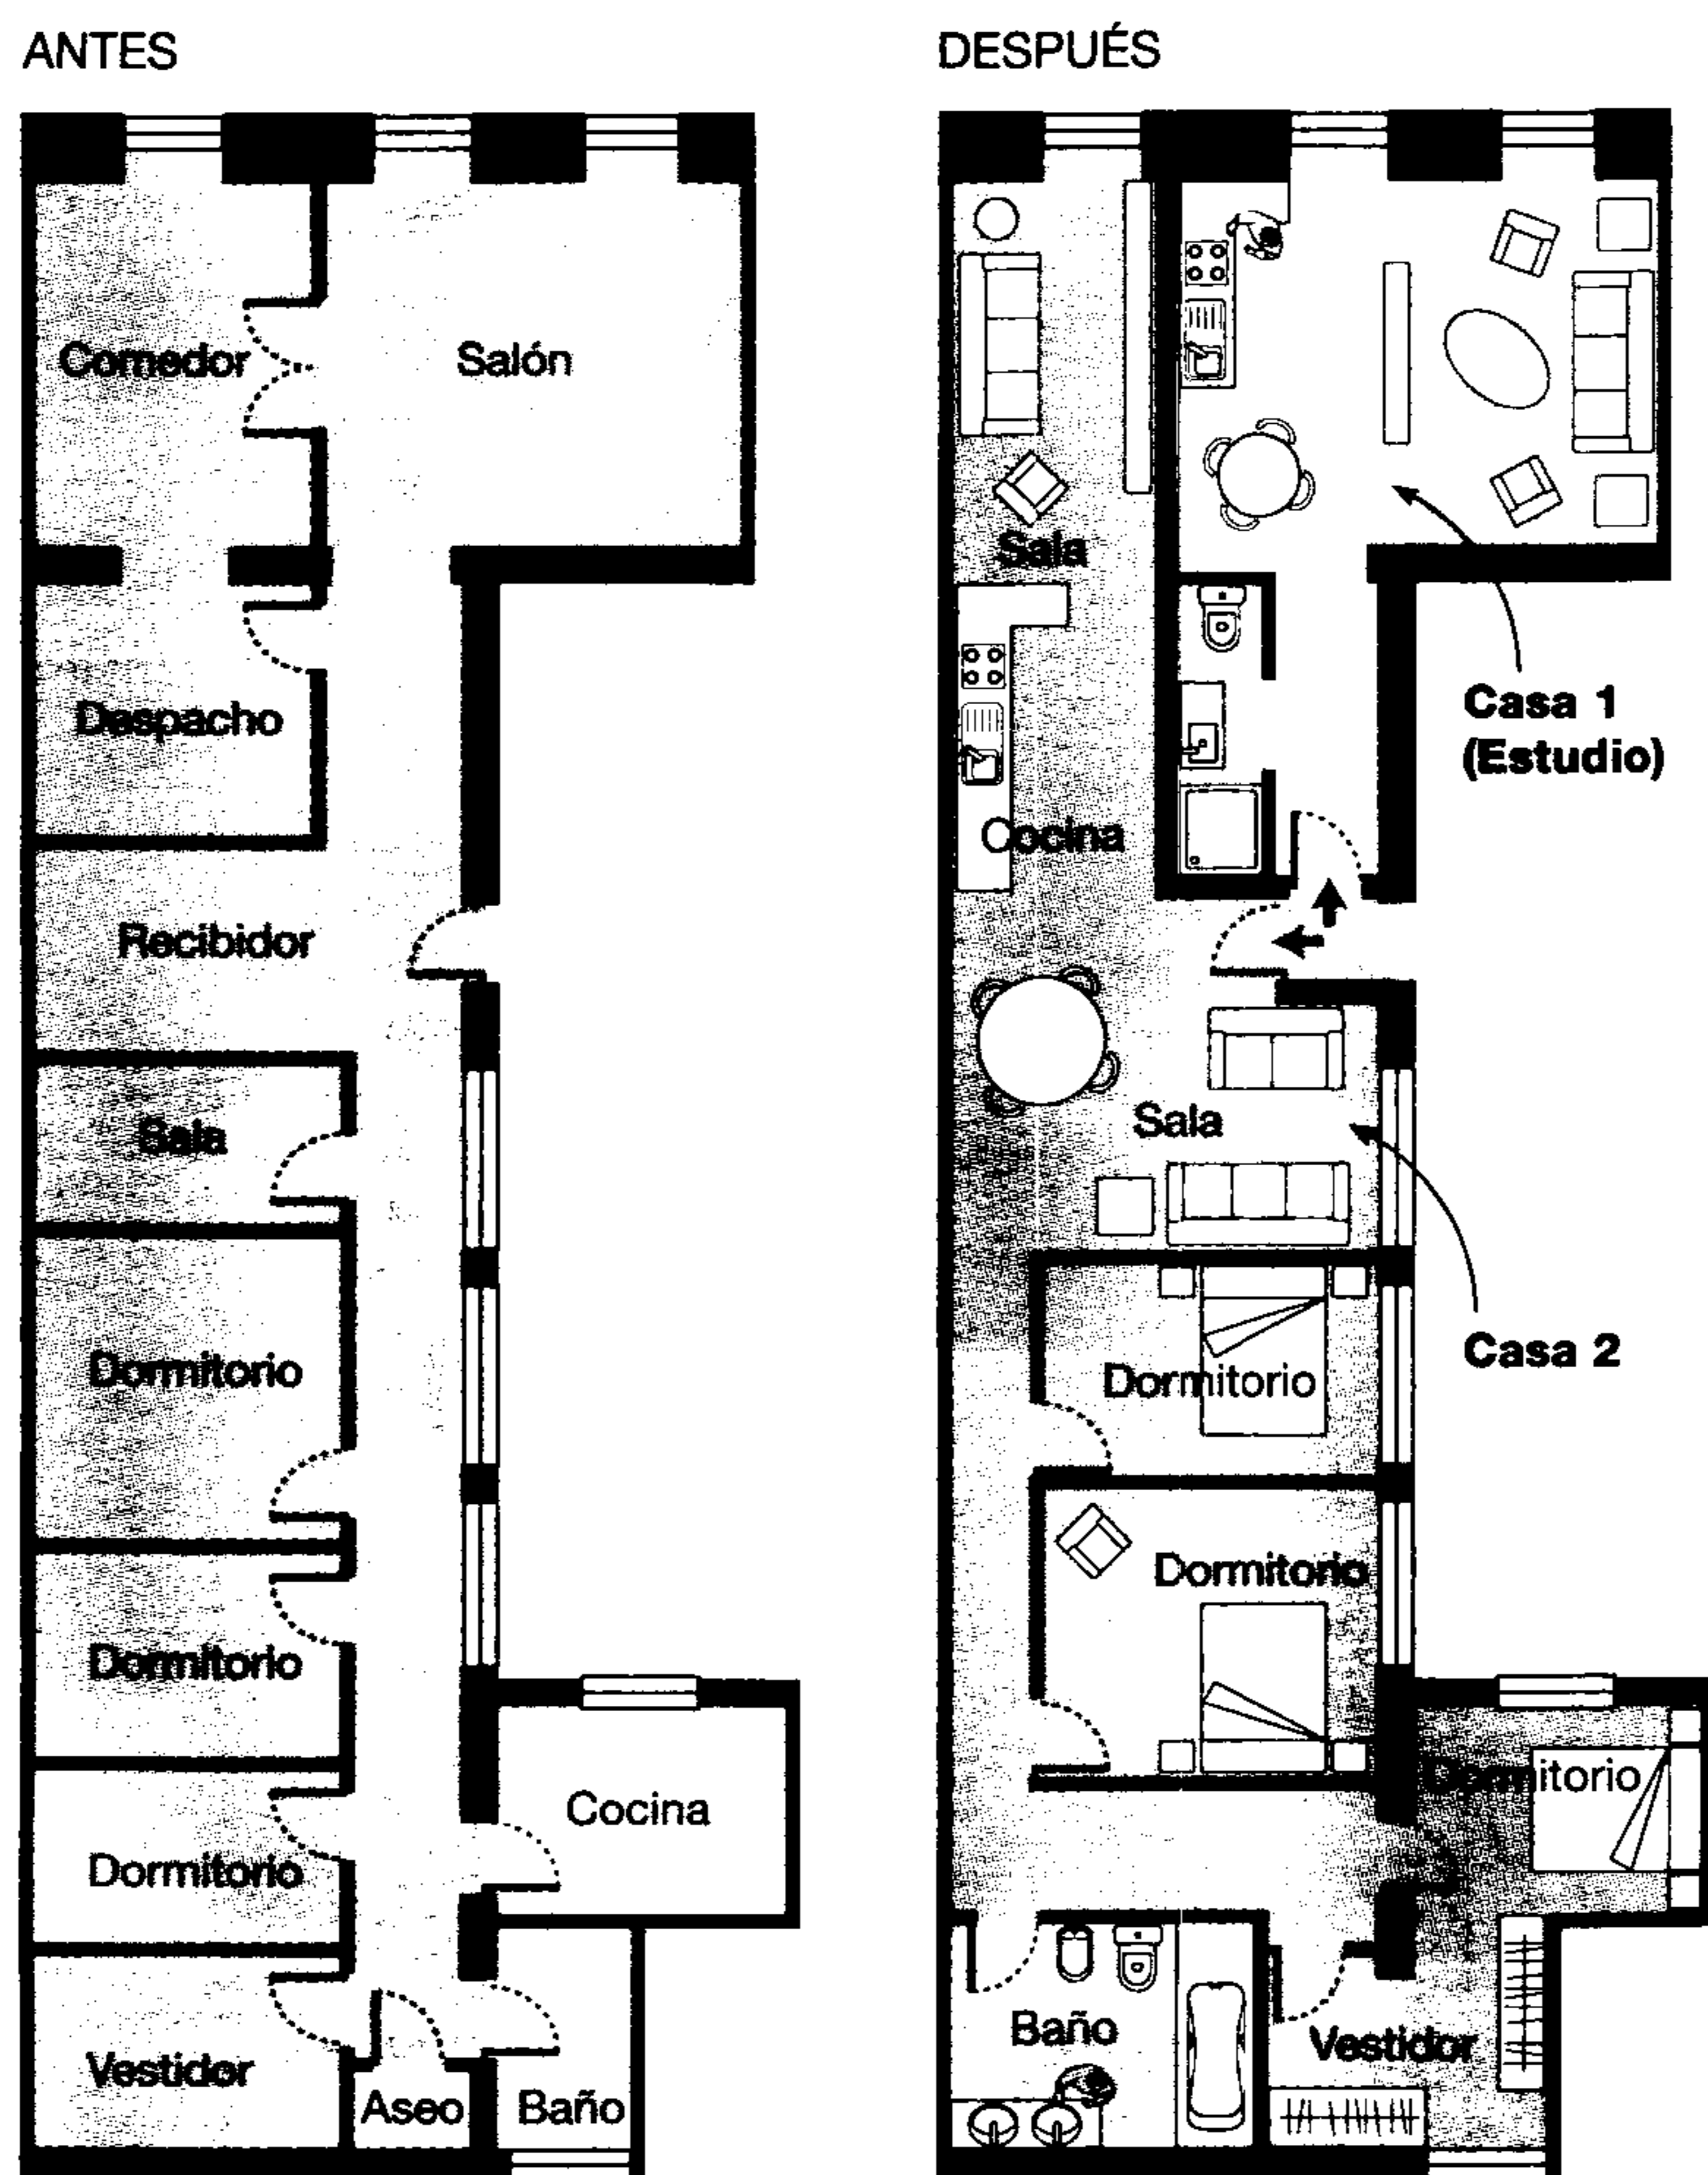 ANTES
Comedor
Salón
Despacho
Recibidor
Sala
Dormitorio
Dormitorio
Dormitorio
Cocina
Vestidor
Aseo
Baño
DESPUÉS
Sala
Casa 1
(Estudio)
Cocina
Sala
Casa 2
Dormitorio
Dormitorio
Dormitorio
Baño
Vestidor